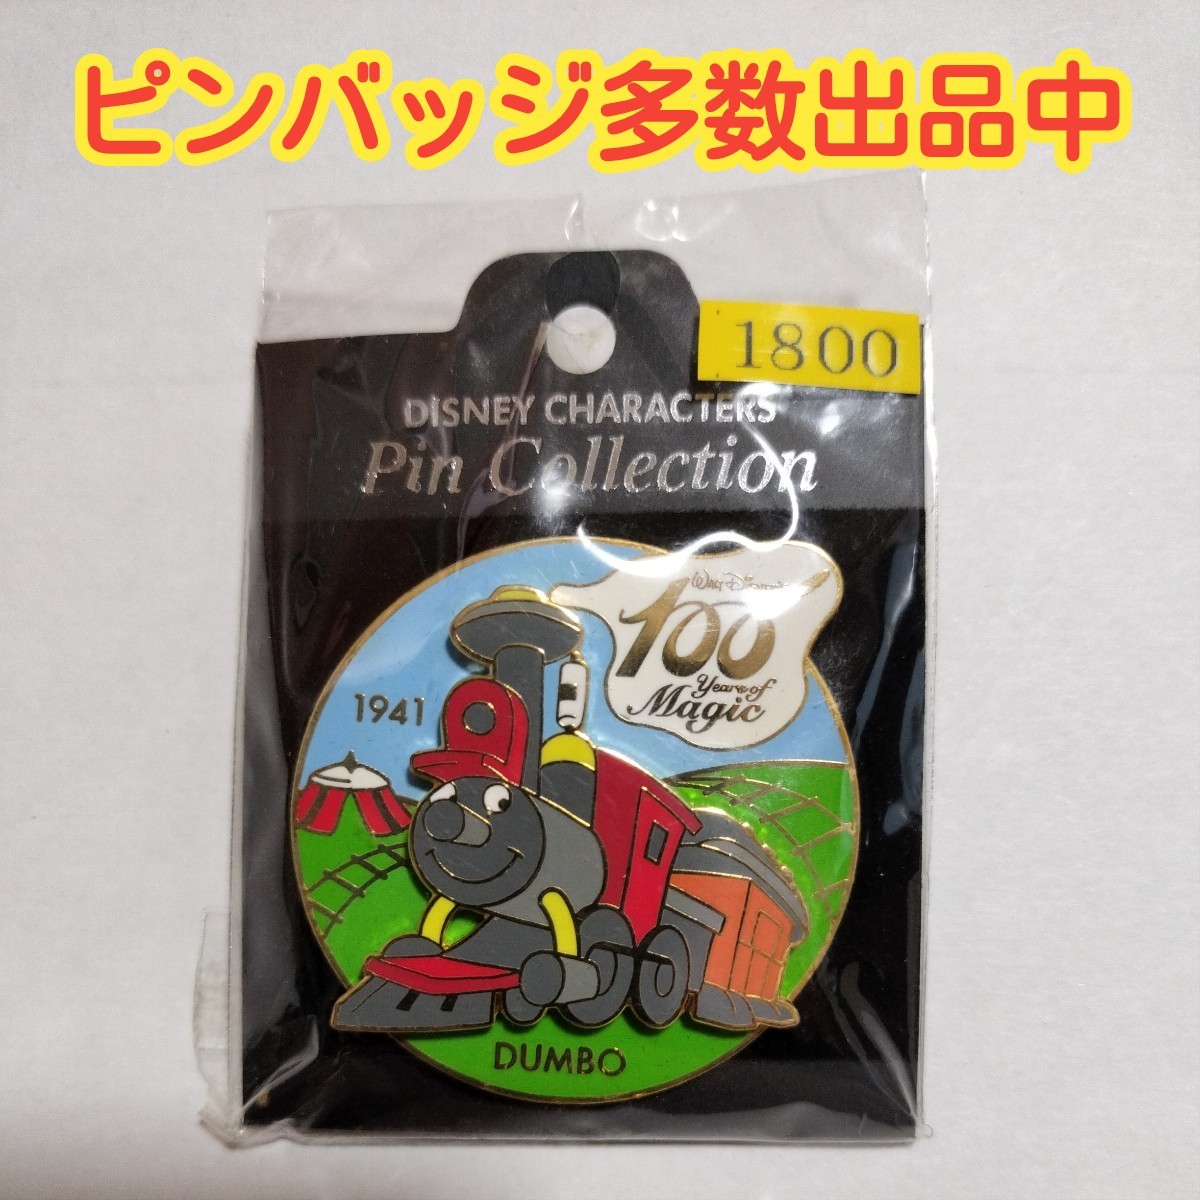 ピンバッジ多数出品中
1800
DISNEY CHARACTERS
Pin Collection
WALT DISNEY'S
100
Years of
Magic
1941
DUMBO